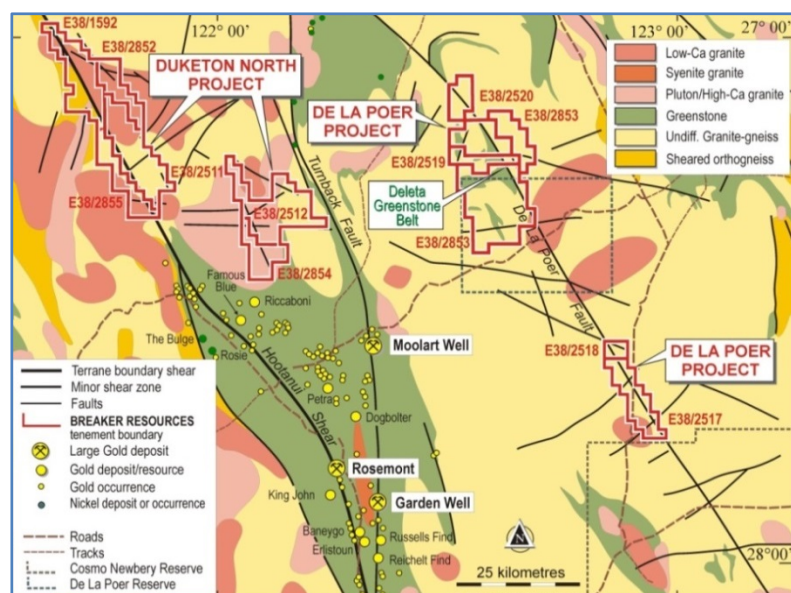 E38/1592
122° 00'
123° 00'
27° 00'
E38/2852
DUKETON NORTH
PROJECT
DE LA POER
PROJECT
E38/2520
E38/2853
E38/2519
E38/2511
Deleta
Greenstone
Belt
E38/2855
E38/2512
E38/2853
E38/2854
Turnback Fault
De La Poer Fault
Low-Ca granite
Syenite granite
Pluton/High-Ca granite
Greenstone
Undiff. Granite-gneiss
Sheared orthogneiss
Famous
Blue
Riccaboni
The Bulge
Rosie
Hootanui Shear
Moolart Well
Petra
Dogbolter
E38/2518
DE LA POER
PROJECT
E38/2517
Rosemont
King John
Garden Well
Baneygo
Erlistoun
Russells Find
Reichelt Find
28° 00'
N
25 kilometres
Terrane boundary shear
Minor shear zone
Faults
BREAKER RESOURCES
tenement boundary
Large Gold deposit
Gold deposit/resource
Gold occurrence
Nickel deposit or occurrence
Roads
Tracks
Cosmo Newbery Reserve
De La Poer Reserve